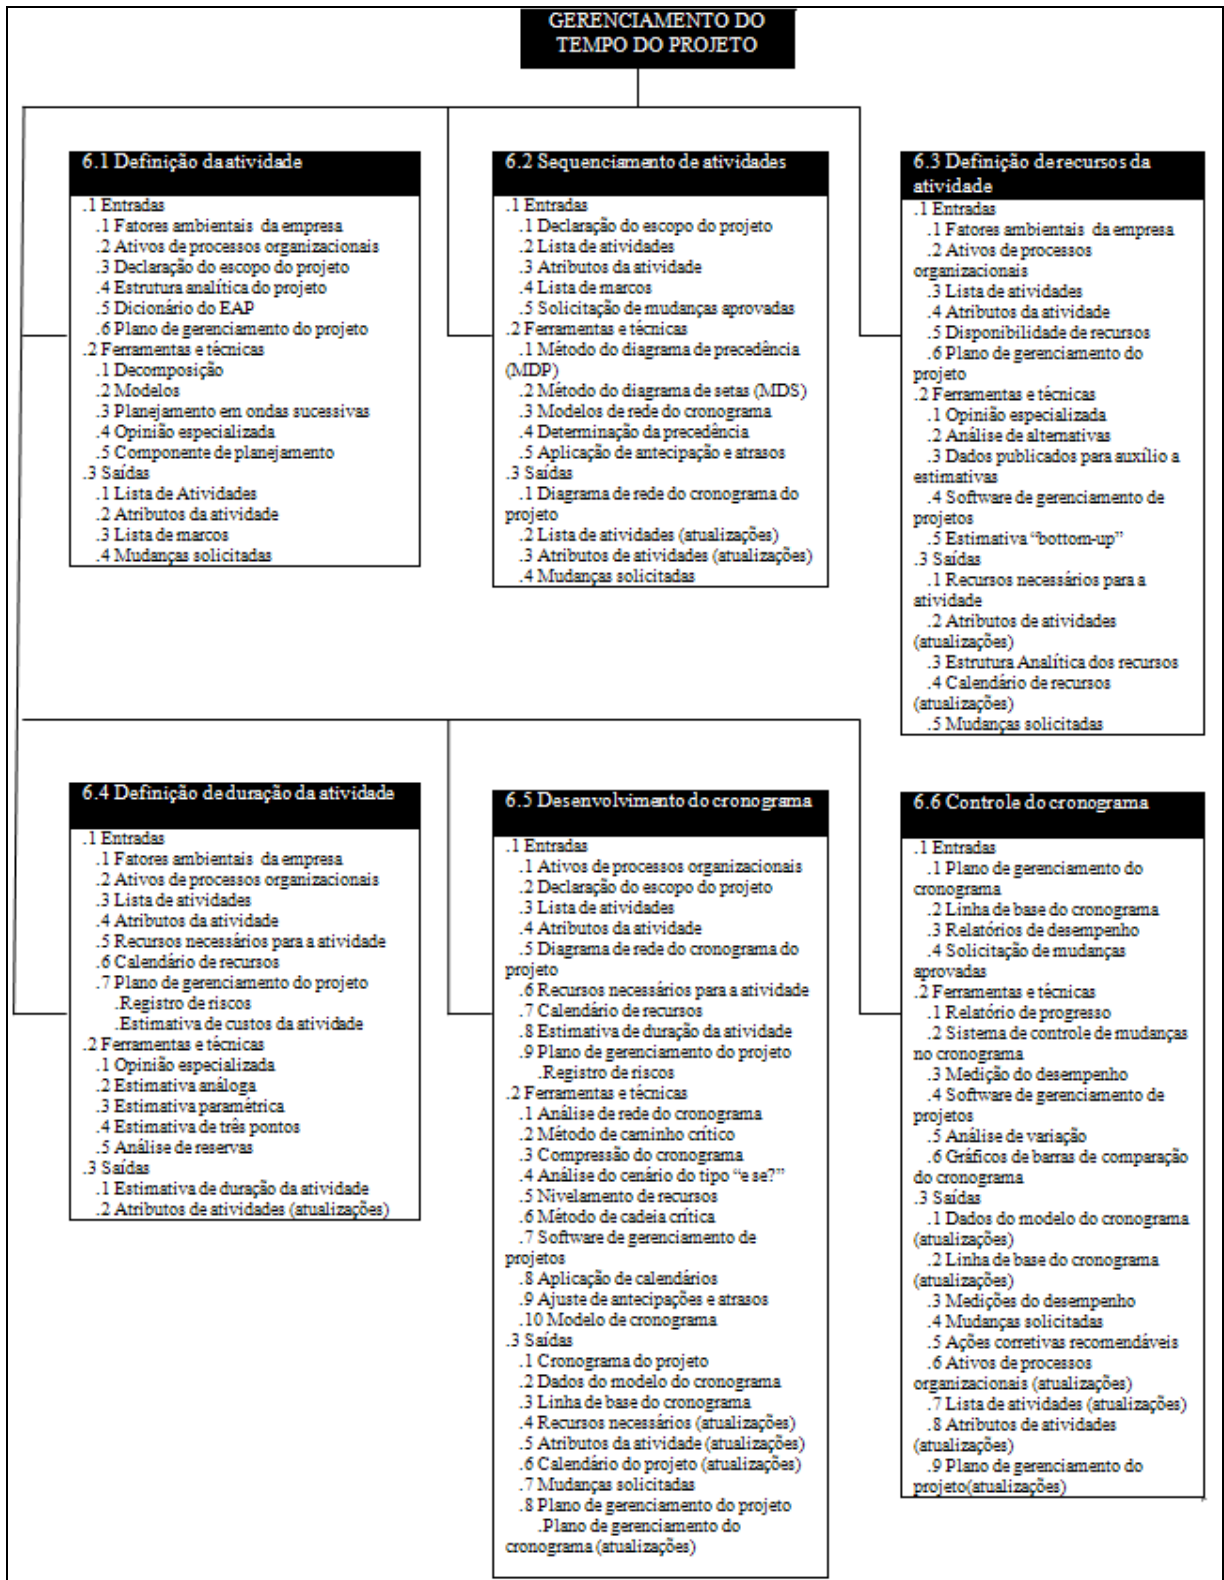 GERENCIAMENTO DO
TEMPO DO PROJETO
6.1 Definição da atividade
.1 Entradas
.1 Fatores ambientais da empresa
.2 Ativos de processos organizacionais
.3 Declaração do escopo do projeto
.4 Estrutura analítica do projeto
.5 Dicionário do EAP
.6 Plano de gerenciamento do projeto
.2 Ferramentas e técnicas
.1 Decomposição
.2 Modelos
.3 Planejamento em ondas sucessivas
.4 Opinião especializada
.5 Componente de planejamento
.3 Saídas
.1 Lista de Atividades
.2 Atributos da atividade
.3 Lista de marcos
.4 Mudanças solicitadas
6.2 Sequenciamento de atividades
.1 Entradas
.1 Declaração do escopo do projeto
.2 Lista de atividades
.3 Atributos da atividade
.4 Lista de marcos
.5 Solicitação de mudanças aprovadas
.2 Ferramentas e técnicas
.1 Método do diagrama de precedência
(MDP)
.2 Método do diagrama de setas (MDS)
.3 Modelos de rede do cronograma
.4 Determinação da precedência
.5 Aplicação de antecipação e atrasos
.3 Saídas
.1 Diagrama de rede do cronograma do
projeto
.2 Lista de atividades (atualizações)
.3 Atributos de atividades (atualizações)
.4 Mudanças solicitadas
6.3 Definição de recursos da
atividade
.1 Entradas
.1 Fatores ambientais da empresa
.2 Ativos de processos
organizacionais
.3 Lista de atividades
.4 Atributos da atividade
.5 Disponibilidade de recursos
.6 Plano de gerenciamento do
projeto
.2 Ferramentas e técnicas
.1 Opinião especializada
.2 Análise de alternativas
.3 Dados publicados para auxílio a
estimativas
.4 Software de gerenciamento de
projetos
.5 Estimativa “bottom-up”
.3 Saídas
.1 Recursos necessários para a
atividade
.2 Atributos de atividades
(atualizações)
.3 Estrutura Analítica dos recursos
.4 Calendário de recursos
(atualizações)
.5 Mudanças solicitadas
6.4 Definição de duração da atividade
.1 Entradas
.1 Fatores ambientais da empresa
.2 Ativos de processos organizacionais
.3 Lista de atividades
.4 Atributos da atividade
.5 Recursos necessários para a atividade
.6 Calendário de recursos
.7 Plano de gerenciamento do projeto
.Registro de riscos
.Estimativa de custos da atividade
.2 Ferramentas e técnicas
.1 Opinião especializada
.2 Estimativa análoga
.3 Estimativa paramétrica
.4 Estimativa de três pontos
.5 Análise de reservas
.3 Saídas
.1 Estimativa de duração da atividade
.2 Atributos de atividades (atualizações)
6.5 Desenvolvimento do cronograma
.1 Entradas
.1 Ativos de processos organizacionais
.2 Declaração do escopo do projeto
.3 Lista de atividades
.4 Atributos da atividade
.5 Diagrama de rede do cronograma do
projeto
.6 Recursos necessários para a atividade
.7 Calendário de recursos
.8 Estimativa de duração da atividade
.9 Plano de gerenciamento do projeto
.Registro de riscos
.2 Ferramentas e técnicas
.1 Análise de rede do cronograma
.2 Método de caminho crítico
.3 Compressão do cronograma
.4 Análise do cenário do tipo “e se?”
.5 Nivelamento de recursos
.6 Método de cadeia crítica
.7 Software de gerenciamento de
projetos
.8 Aplicação de calendários
.9 Ajuste de antecipações e atrasos
.10 Modelo de cronograma
.3 Saídas
.1 Cronograma do projeto
.2 Dados do modelo do cronograma
.3 Linha de base do cronograma
.4 Recursos necessários (atualizações)
.5 Atributos da atividade (atualizações)
.6 Calendário do projeto (atualizações)
.7 Mudanças solicitadas
.8 Plano de gerenciamento do projeto
.Plano de gerenciamento do
cronograma (atualizações)
6.6 Controle do cronograma
.1 Entradas
.1 Plano de gerenciamento do
cronograma
.2 Linha de base do cronograma
.3 Relatórios de desempenho
.4 Solicitação de mudanças
aprovadas
.2 Ferramentas e técnicas
.1 Relatório de progresso
.2 Sistema de controle de mudanças
no cronograma
.3 Medição do desempenho
.4 Software de gerenciamento de
projetos
.5 Análise de variação
.6 Gráficos de barras de comparação
do cronograma
.3 Saídas
.1 Dados do modelo do cronograma
(atualizações)
.2 Linha de base do cronograma
(atualizações)
.3 Medições do desempenho
.4 Mudanças solicitadas
.5 Ações corretivas recomendáveis
.6 Ativos de processos
organizacionais (atualizações)
.7 Lista de atividades (atualizações)
.8 Atributos de atividades
(atualizações)
.9 Plano de gerenciamento do
projeto(atualizações)